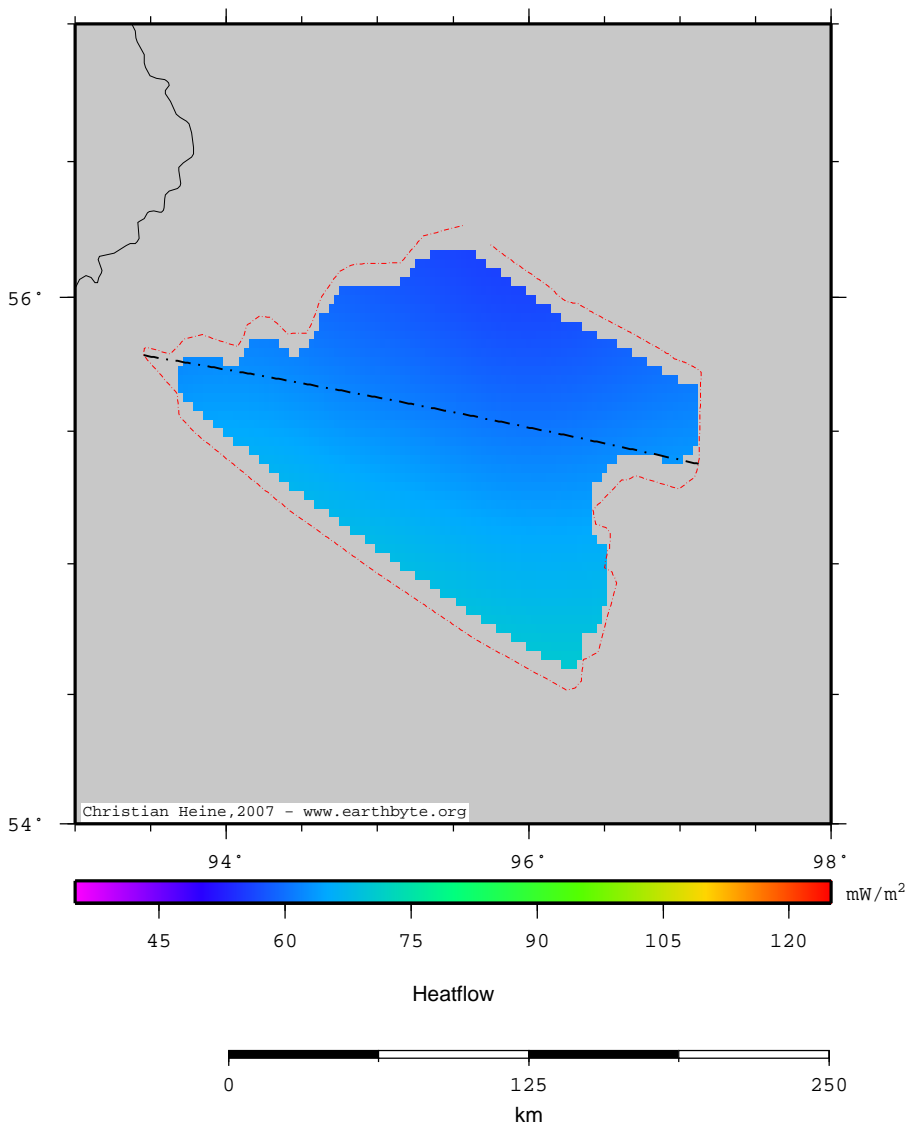 56°
Christian Heine,2007 - www.earthbyte.org
54°
94° 96° 98°
mW/m²
45 60 75 90 105 120
Heatflow
0 125 250
km